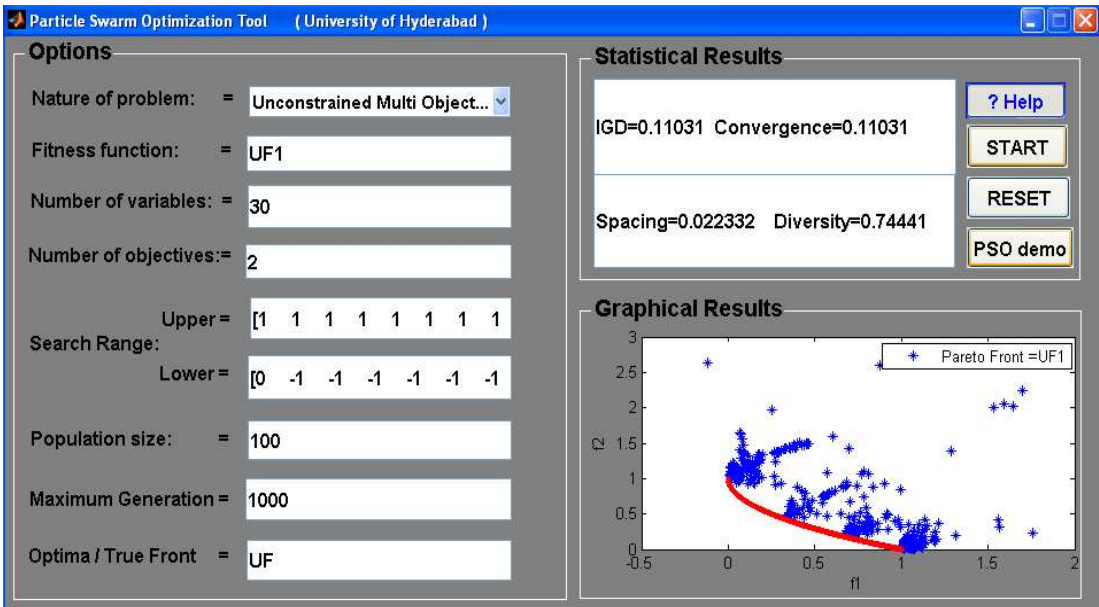 Particle Swarm Optimization Tool ( University of Hyderabad )
Options
Nature of problem: = Unconstrained Multi Object...
Fitness function: = UF1
Number of variables: = 30
Number of objectives:= 2
Search Range:
Upper = [1 1 1 1 1 1 1 1
Lower = [0 -1 -1 -1 -1 -1 -1
Population size: = 100
Maximum Generation = 1000
Optima / True Front = UF
Statistical Results
IGD=0.11031 Convergence=0.11031
Spacing=0.022332 Diversity=0.74441
? Help
START
RESET
PSO demo
Graphical Results
Pareto Front =UF1
3
2.5
2
1.5
1
0.5
0
f2
-0.5 0 0.5 1 1.5 2
f1